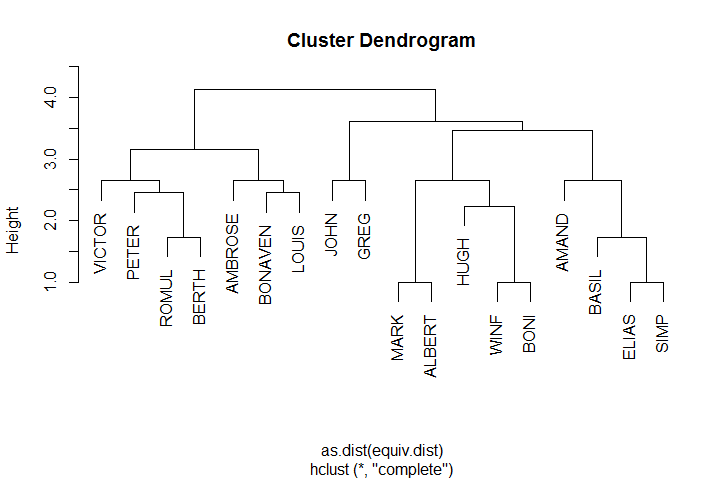 Cluster Dendrogram
Height
4.0
3.0
2.0
1.0
VICTOR
PETER
ROMUL
BERTH
AMBROSE
BONAVEN
LOUIS
JOHN
GREG
MARK
ALBERT
HUGH
WINF
BONI
AMAND
BASIL
ELIAS
SIMP
as.dist(equiv.dist)
hclust (*, "complete")